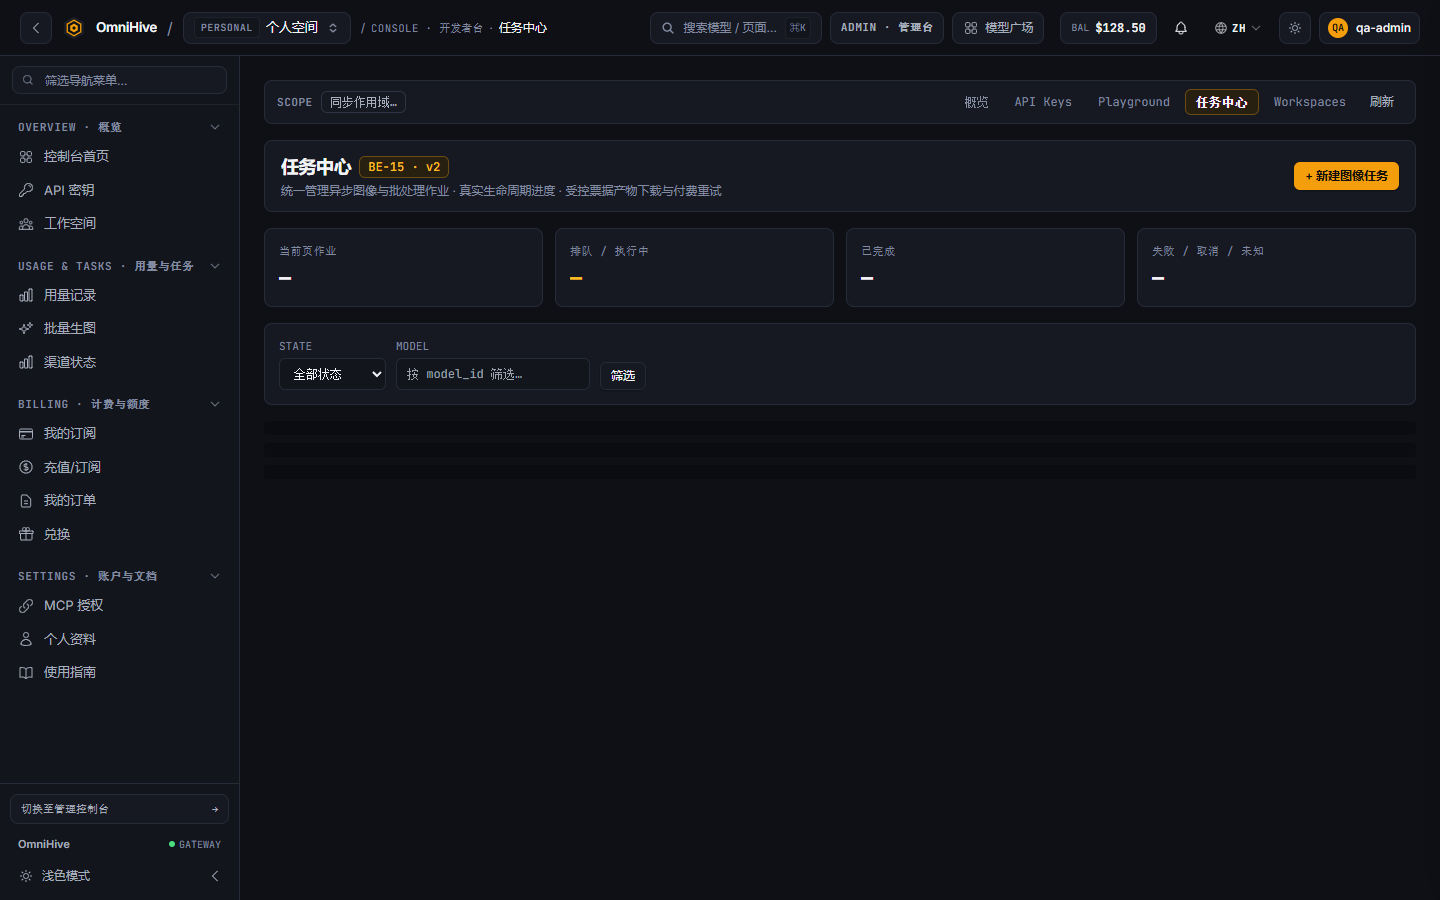 OmniHive / PERSONAL 个人空间 / CONSOLE · 开发者台 · 任务中心 搜索模型 / 页面... ⌘K ADMIN · 管理台 模型广场 BAL $128.50 ZH QA qa-admin
筛选导航菜单...
OVERVIEW · 概览
控制台首页
API 密钥
工作空间
USAGE & TASKS · 用量与任务
用量记录
批量生图
渠道状态
BILLING · 计费与额度
我的订阅
充值/订阅
我的订单
兑换
SETTINGS · 账户与文档
MCP 授权
个人资料
使用指南
切换至管理控制台 →
OmniHive GATEWAY
浅色模式
SCOPE 同步作用域… 概览 API Keys Playground 任务中心 Workspaces 刷新
任务中心 BE-15 · v2
统一管理异步图像与批处理作业 · 真实生命周期进度 · 受控票据产物下载与付费重试
+ 新建图像任务
当前页作业 排队 / 执行中 已完成 失败 / 取消 / 未知
— — — —
STATE MODEL
全部状态 按 model_id 筛选… 筛选